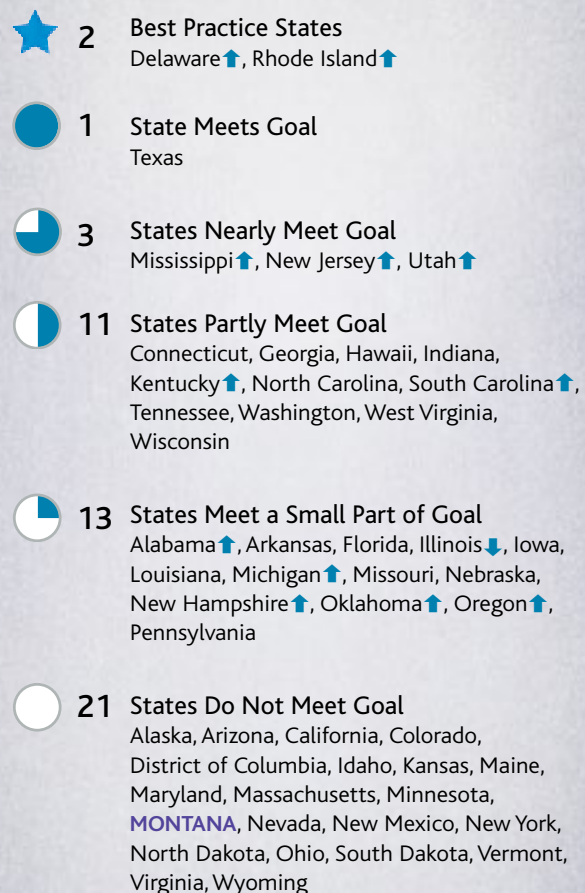 2 Best Practice States
Delaware⬆, Rhode Island⬆
1 State Meets Goal
Texas
3 States Nearly Meet Goal
Mississippi⬆, New Jersey⬆, Utah⬆
11 States Partly Meet Goal
Connecticut, Georgia, Hawaii, Indiana,
Kentucky⬆, North Carolina, South Carolina⬆,
Tennessee, Washington, West Virginia,
Wisconsin
13 States Meet a Small Part of Goal
Alabama⬆, Arkansas, Florida, Illinois⬇, Iowa,
Louisiana, Michigan⬆, Missouri, Nebraska,
New Hampshire⬆, Oklahoma⬆, Oregon⬆,
Pennsylvania
21 States Do Not Meet Goal
Alaska, Arizona, California, Colorado,
District of Columbia, Idaho, Kansas, Maine,
Maryland, Massachusetts, Minnesota,
MONTANA, Nevada, New Mexico, New York,
North Dakota, Ohio, South Dakota, Vermont,
Virginia, Wyoming